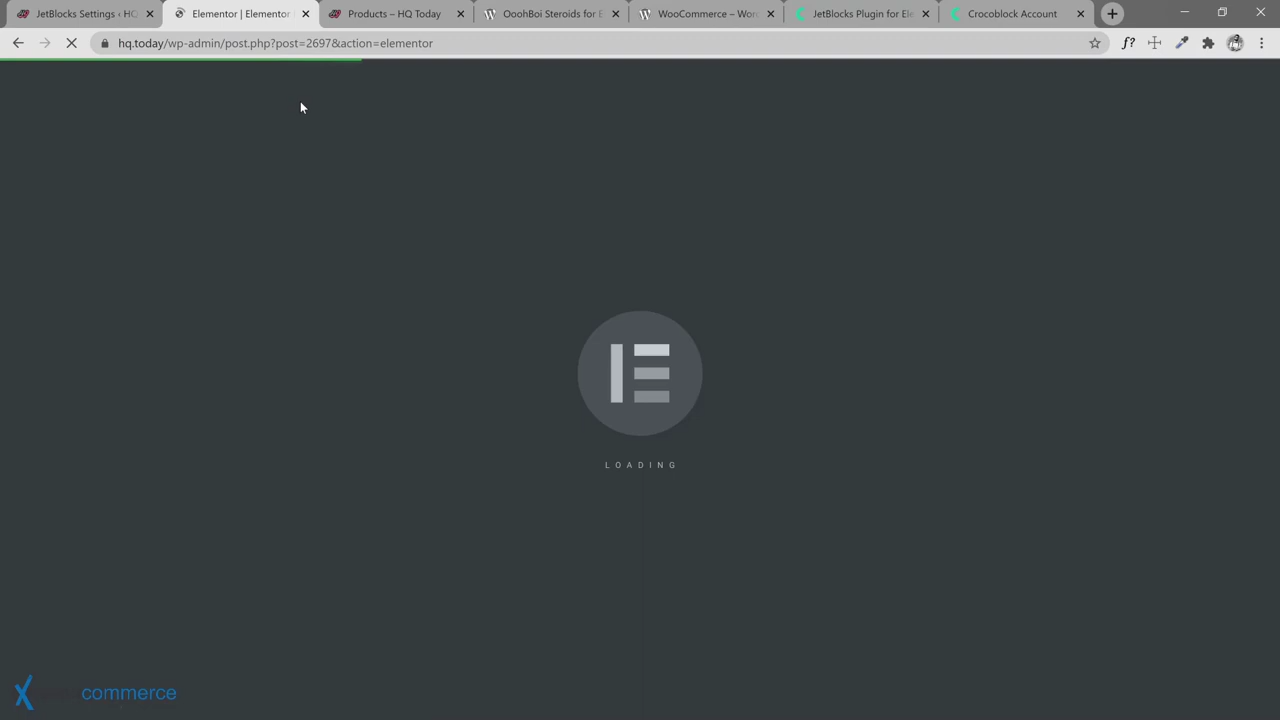 JetBlocks Settings ‹ HQ
Elementor | Elementor
Products – HQ Today
OoohBoi Steroids for E
WooCommerce – Wor
JetBlocks Plugin for Ele
Crocoblock Account
hq.today/wp-admin/post.php?post=2697&action=elementor
f?
LOADING
commerce